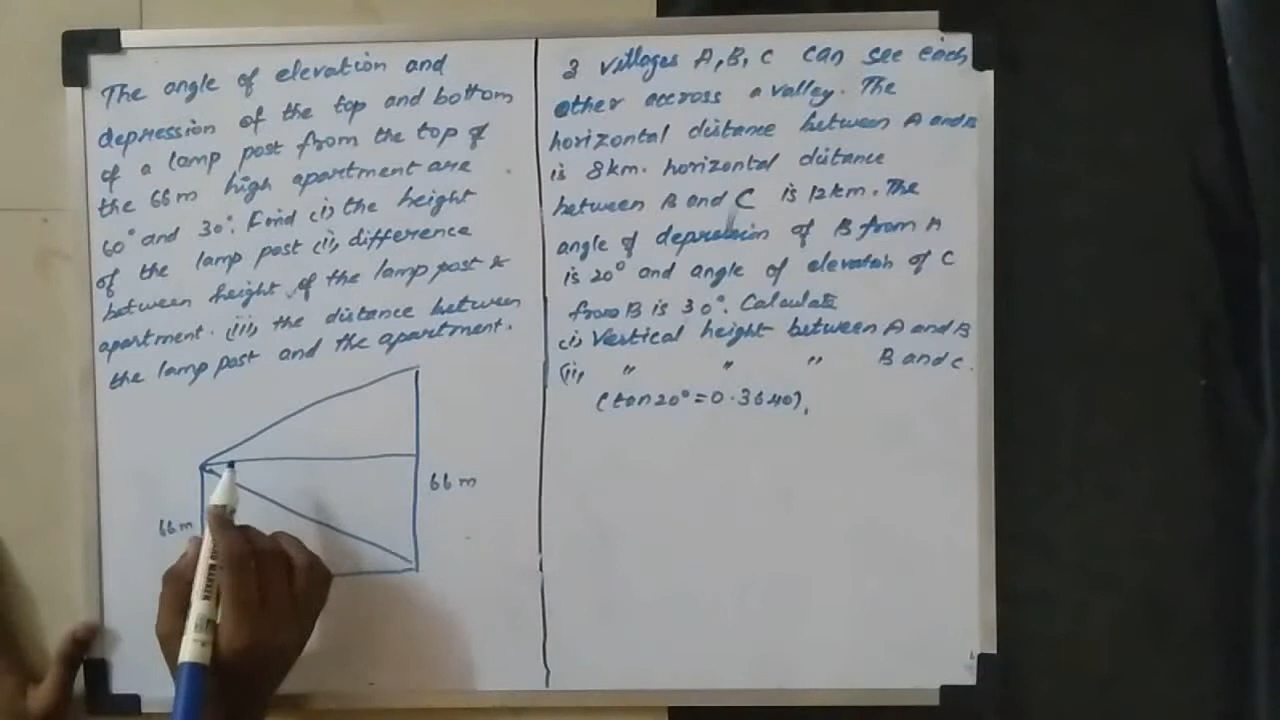 The angle of elevation and
depression of the top and bottom
of a lamp post from the top of
the 66m high apartment are
60° and 30°. Find (i) the height
of the lamp post (ii) difference
between height of the lamp post &
apartment. (iii) the distance between
the lamp post and the apartment.
66 m
66 m
3 villages A, B, C can see each
other accross a valley. The
horizontal distance between A and B
is 8km. horizontal distance
between B and C is 12km. The
angle of depression of B from A
is 20° and angle of elevation of C
from B is 30°. Calculate
(i) Vertical height between A and B
(ii) " " " B and C.
(tan 20° = 0.3640).